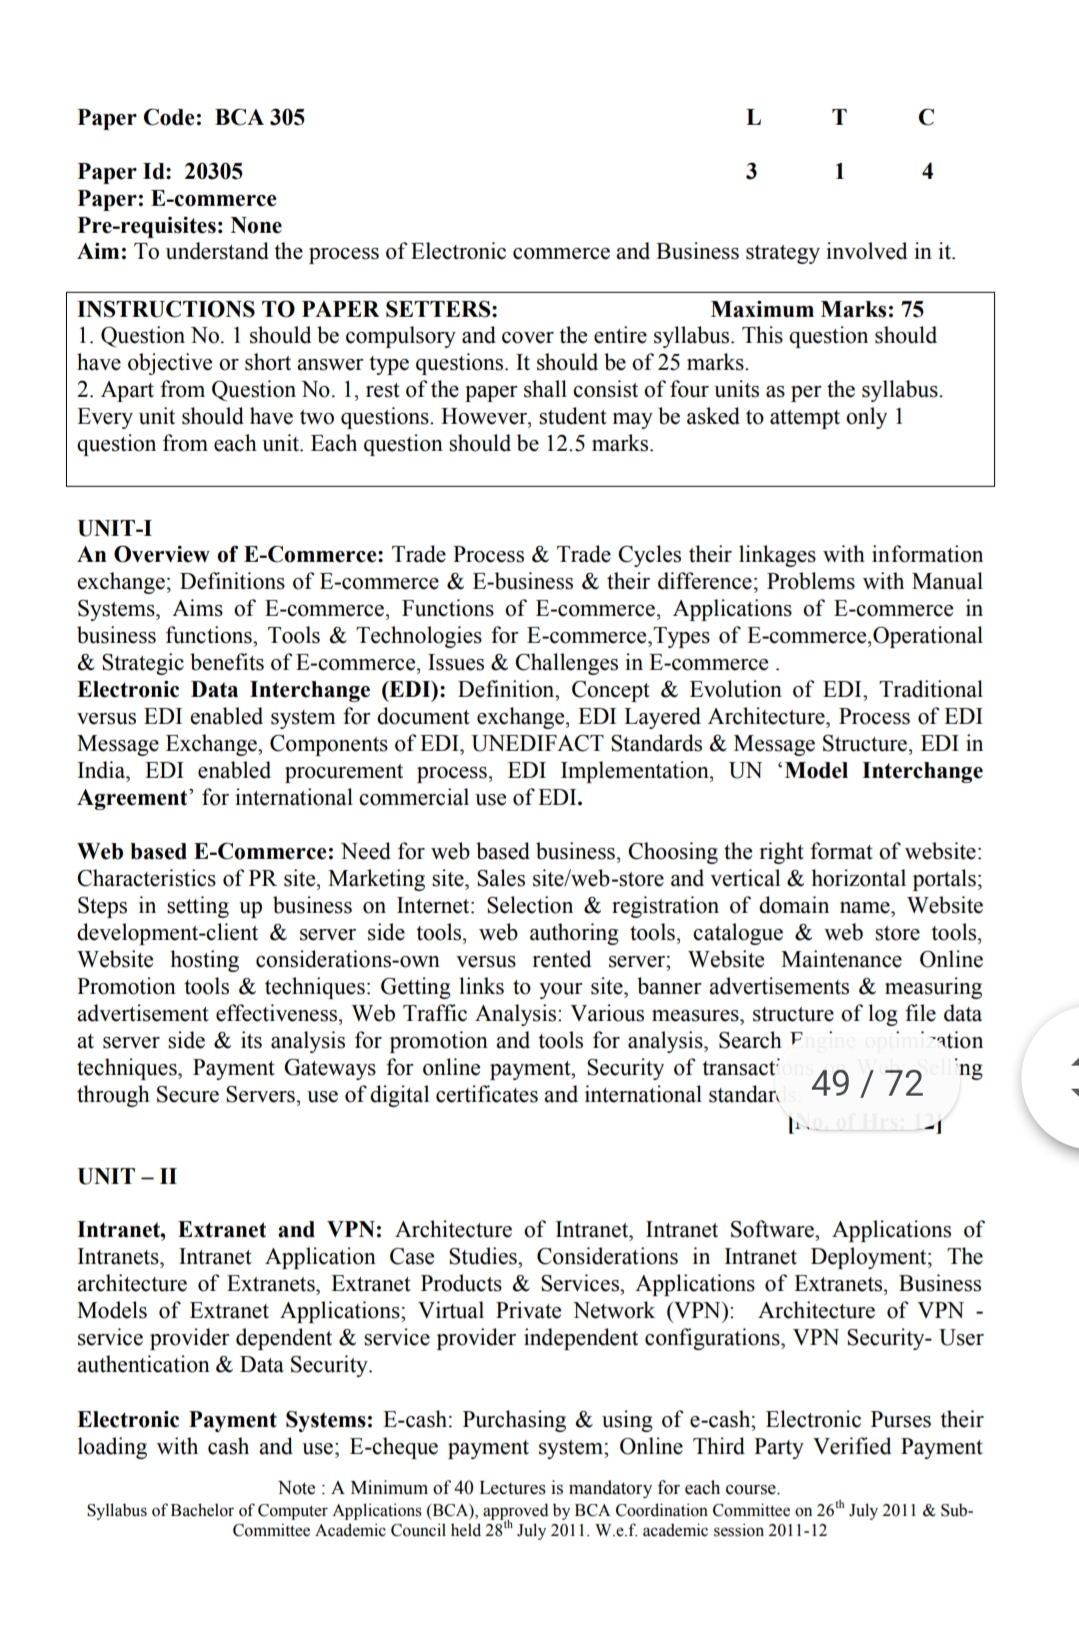 Paper Code: BCA 305 L T C
Paper Id: 20305 3 1 4
Paper: E-commerce
Pre-requisites: None
Aim: To understand the process of Electronic commerce and Business strategy involved in it.
INSTRUCTIONS TO PAPER SETTERS: Maximum Marks: 75
1. Question No. 1 should be compulsory and cover the entire syllabus. This question should
have objective or short answer type questions. It should be of 25 marks.
2. Apart from Question No. 1, rest of the paper shall consist of four units as per the syllabus.
Every unit should have two questions. However, student may be asked to attempt only 1
question from each unit. Each question should be 12.5 marks.
UNIT-I
An Overview of E-Commerce: Trade Process & Trade Cycles their linkages with information
exchange; Definitions of E-commerce & E-business & their difference; Problems with Manual
Systems, Aims of E-commerce, Functions of E-commerce, Applications of E-commerce in
business functions, Tools & Technologies for E-commerce,Types of E-commerce,Operational
& Strategic benefits of E-commerce, Issues & Challenges in E-commerce .
Electronic Data Interchange (EDI): Definition, Concept & Evolution of EDI, Traditional
versus EDI enabled system for document exchange, EDI Layered Architecture, Process of EDI
Message Exchange, Components of EDI, UNEDIFACT Standards & Message Structure, EDI in
India, EDI enabled procurement process, EDI Implementation, UN ‘Model Interchange
Agreement’ for international commercial use of EDI.
Web based E-Commerce: Need for web based business, Choosing the right format of website:
Characteristics of PR site, Marketing site, Sales site/web-store and vertical & horizontal portals;
Steps in setting up business on Internet: Selection & registration of domain name, Website
development-client & server side tools, web authoring tools, catalogue & web store tools,
Website hosting considerations-own versus rented server; Website Maintenance Online
Promotion tools & techniques: Getting links to your site, banner advertisements & measuring
advertisement effectiveness, Web Traffic Analysis: Various measures, structure of log file data
at server side & its analysis for promotion and tools for analysis, Search Engine optimization
techniques, Payment Gateways for online payment, Security of transactions on Web, Selling
through Secure Servers, use of digital certificates and international standards.
49 / 72
[No. of Hrs: 12]
UNIT – II
Intranet, Extranet and VPN: Architecture of Intranet, Intranet Software, Applications of
Intranets, Intranet Application Case Studies, Considerations in Intranet Deployment; The
architecture of Extranets, Extranet Products & Services, Applications of Extranets, Business
Models of Extranet Applications; Virtual Private Network (VPN): Architecture of VPN -
service provider dependent & service provider independent configurations, VPN Security- User
authentication & Data Security.
Electronic Payment Systems: E-cash: Purchasing & using of e-cash; Electronic Purses their
loading with cash and use; E-cheque payment system; Online Third Party Verified Payment
Note : A Minimum of 40 Lectures is mandatory for each course.
Syllabus of Bachelor of Computer Applications (BCA), approved by BCA Coordination Committee on 26th July 2011 & Sub-
Committee Academic Council held 28th July 2011. W.e.f. academic session 2011-12